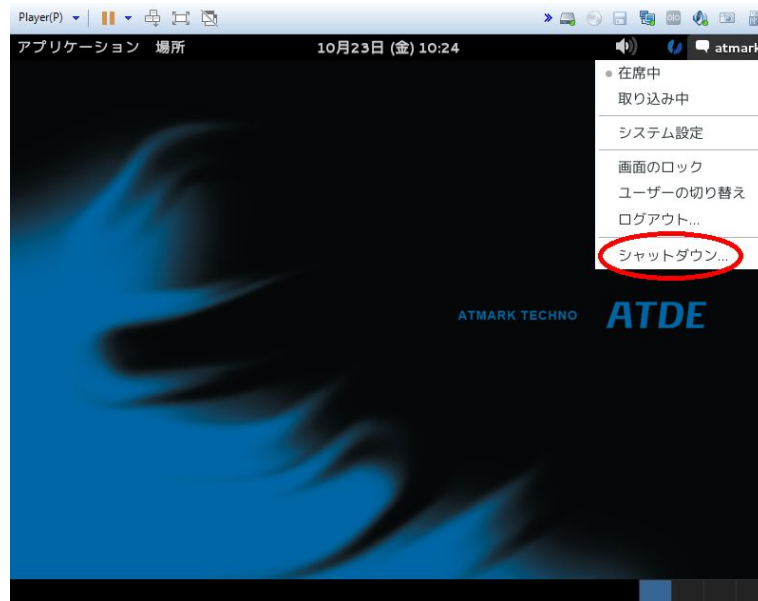 Player(P)
アプリケーション 場所 10月23日 (金) 10:24 atmark
在席中
取り込み中
システム設定
画面のロック
ユーザーの切り替え
ログアウト...
シャットダウン...
ATMARK TECHNO ATDE